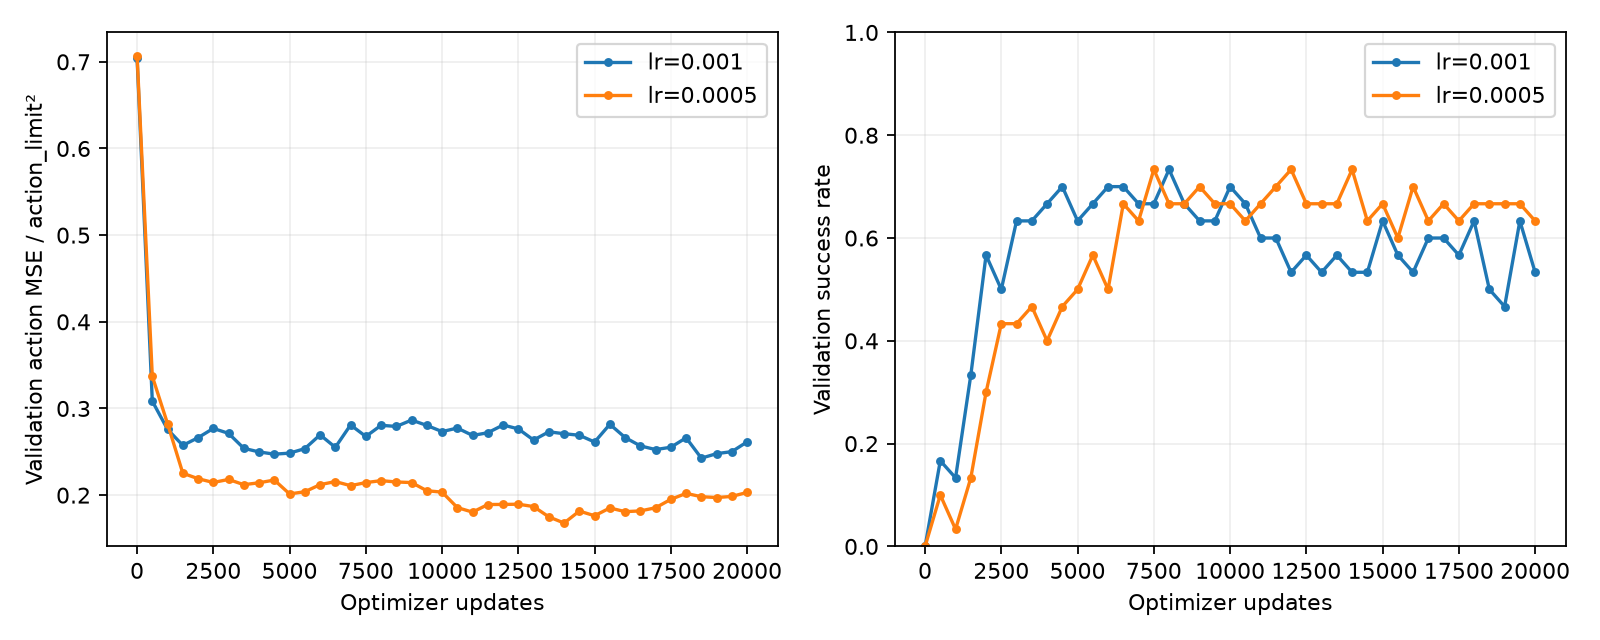 Validation action MSE / action_limit²
0.7
0.6
0.5
0.4
0.3
0.2
lr=0.001
lr=0.0005
0 2500 5000 7500 10000 12500 15000 17500 20000
Optimizer updates
Validation success rate
1.0
0.8
0.6
0.4
0.2
0.0
lr=0.001
lr=0.0005
0 2500 5000 7500 10000 12500 15000 17500 20000
Optimizer updates